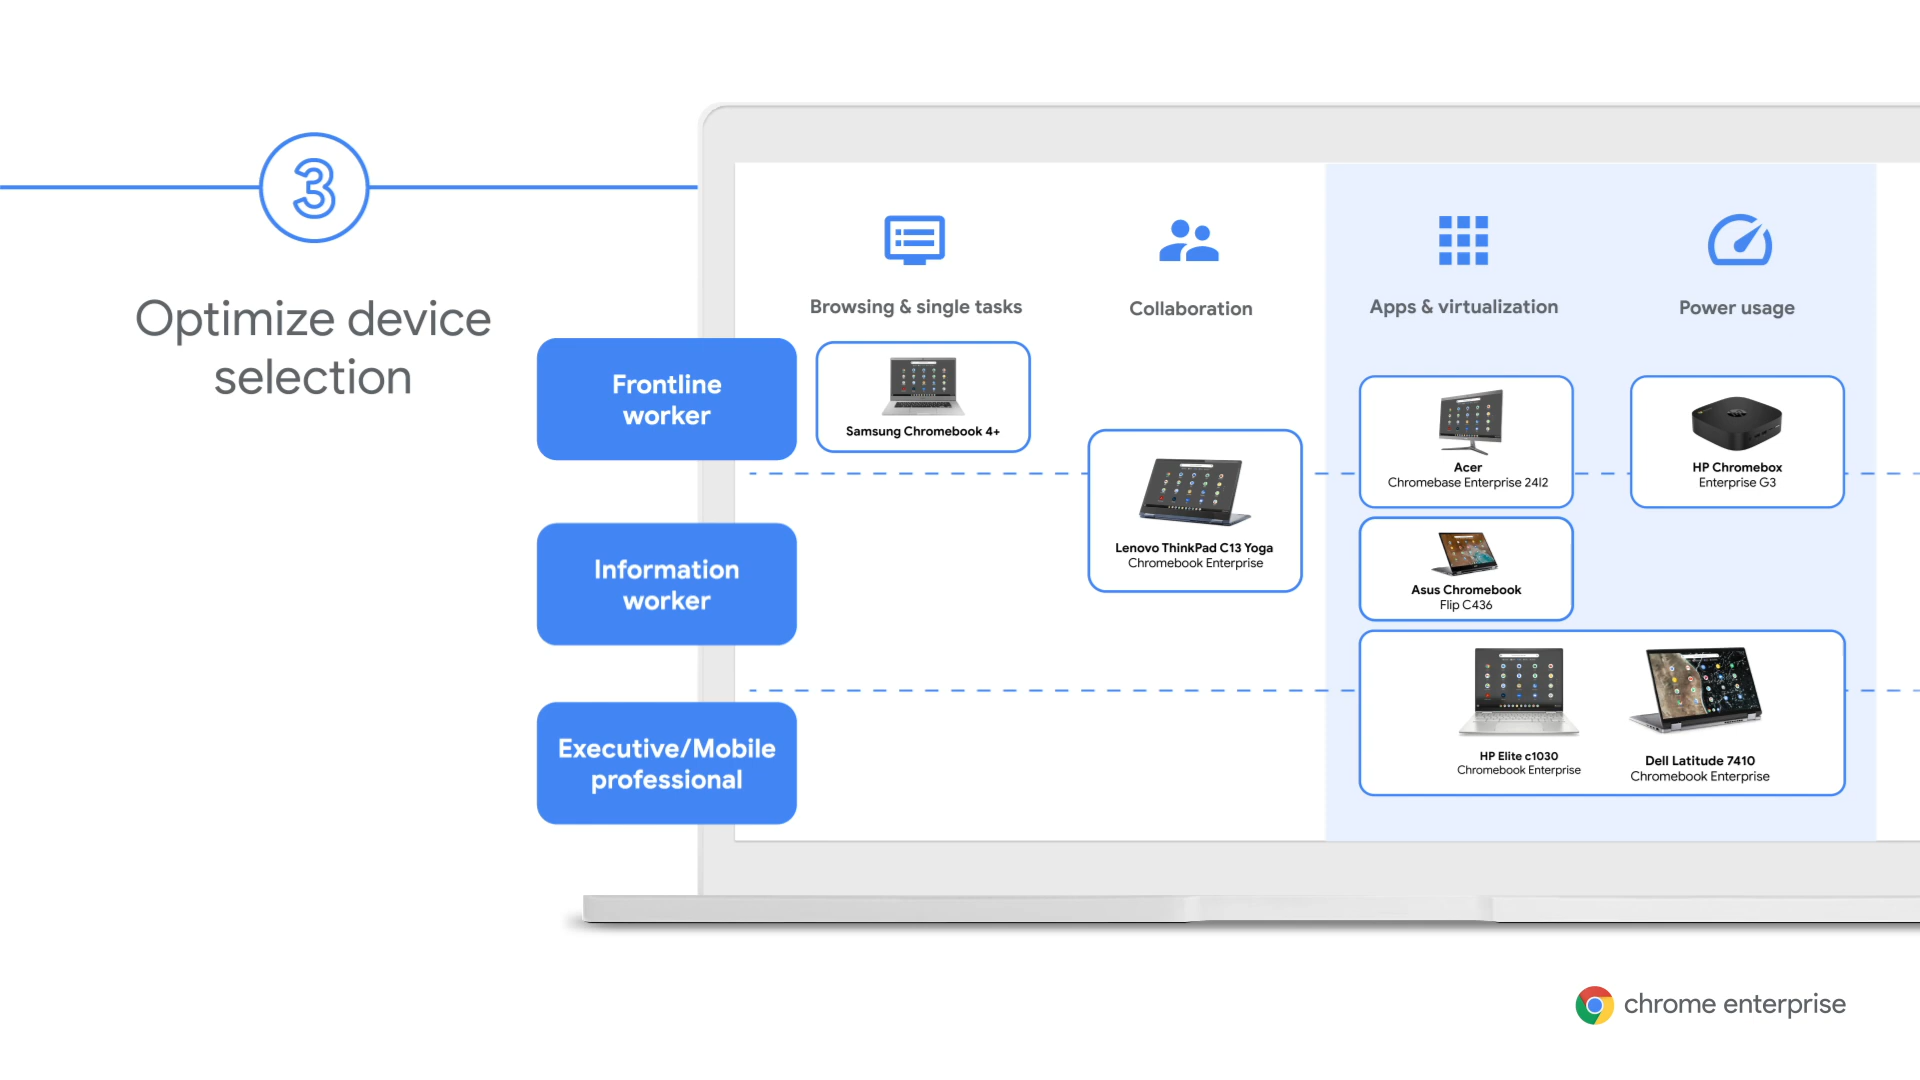 3
Optimize device
selection
Browsing & single tasks
Collaboration
Apps & virtualization
Power usage
Frontline
worker
Samsung Chromebook 4+
Acer
Chromebase Enterprise 24I2
HP Chromebox
Enterprise G3
Lenovo ThinkPad C13 Yoga
Chromebook Enterprise
Information
worker
Asus Chromebook
Flip C436
Executive/Mobile
professional
HP Elite c1030
Chromebook Enterprise
Dell Latitude 7410
Chromebook Enterprise
chrome enterprise